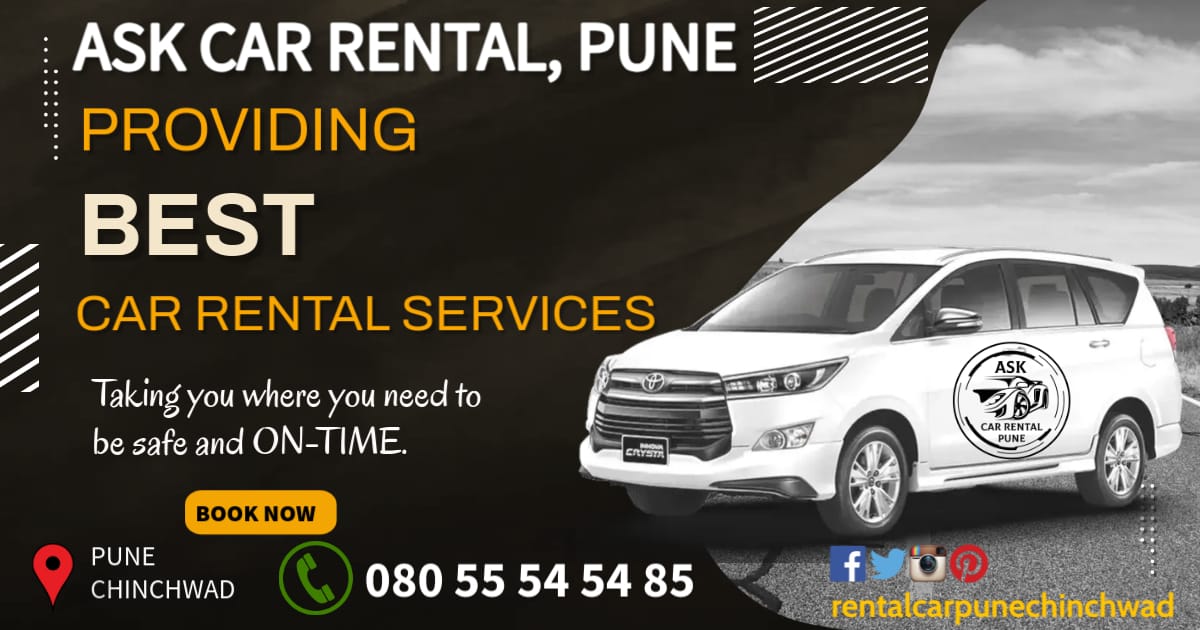 ASK CAR RENTAL, PUNE
PROVIDING
BEST
CAR RENTAL SERVICES
Taking you where you need to
be safe and ON-TIME.
INNOVA
CRYSTA
ASK
CAR RENTAL
PUNE
BOOK NOW
PUNE
CHINCHWAD
080 55 54 54 85
rentalcarpunechinchwad